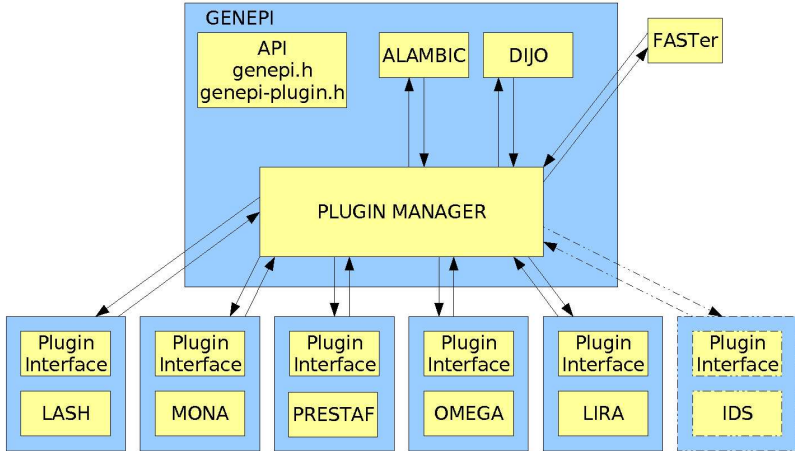 GENEPI
API
genepi.h
genepi-plugin.h
ALAMBIC
DIJO
FASTer
PLUGIN MANAGER
Plugin
Interface
LASH
Plugin
Interface
MONA
Plugin
Interface
PRESTAF
Plugin
Interface
OMEGA
Plugin
Interface
LIRA
Plugin
Interface
IDS